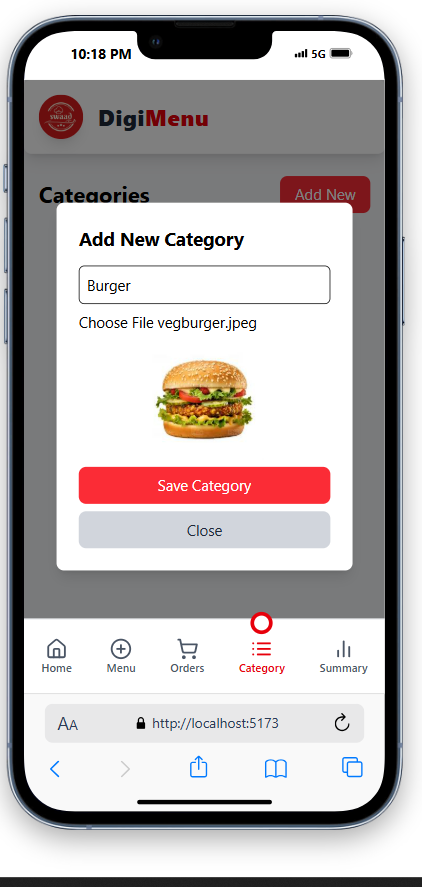 10:18 PM
5G
DigiMenu
Categories
Add New
Add New Category
Burger
Choose File vegburger.jpeg
Save Category
Close
Home
Menu
Orders
Category
Summary
AA
http://localhost:5173